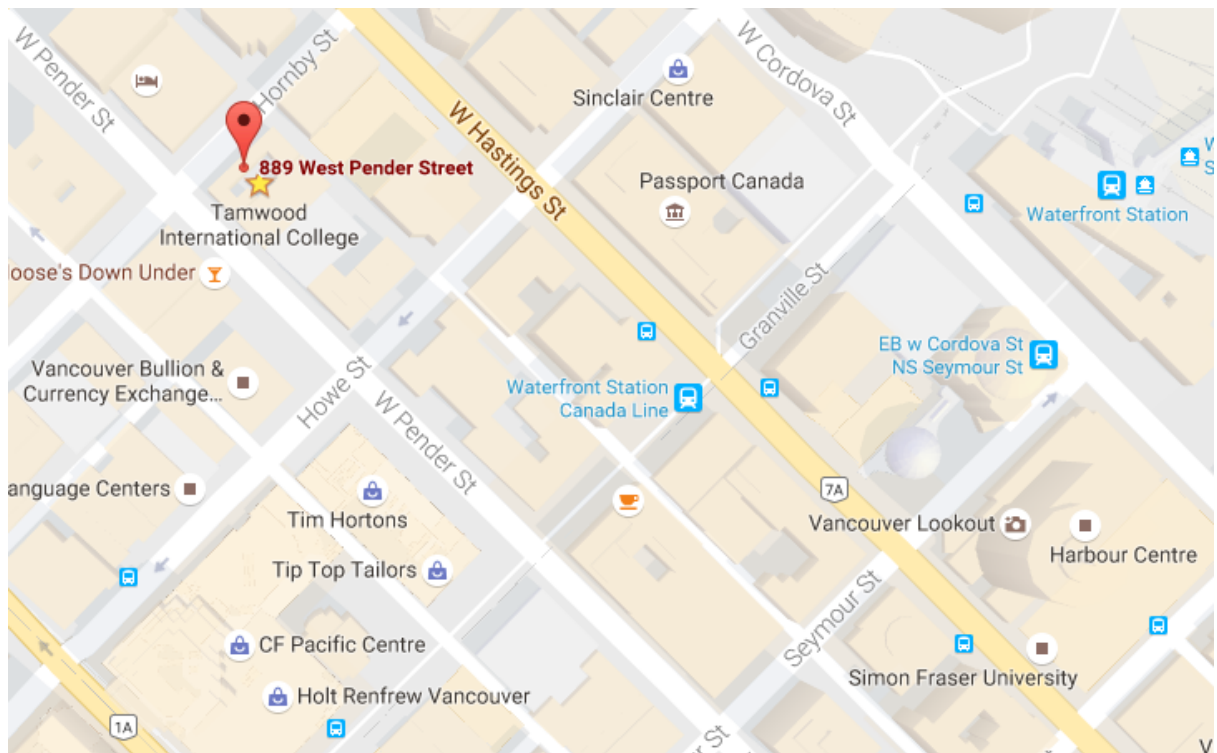 W Pender St
Hornby St
W Cordova St
Sinclair Centre
W Hastings St
889 West Pender Street
Passport Canada
Tamwood
International College
Waterfront Station
W
S
oose's Down Under
Granville St
Vancouver Bullion &
Currency Exchange...
Howe St
EB w Cordova St
NS Seymour St
Waterfront Station
Canada Line
W Pender St
anguage Centers
7A
Tim Hortons
Vancouver Lookout
Harbour Centre
Tip Top Tailors
Seymour St
CF Pacific Centre
Simon Fraser University
Holt Renfrew Vancouver
1A
er St